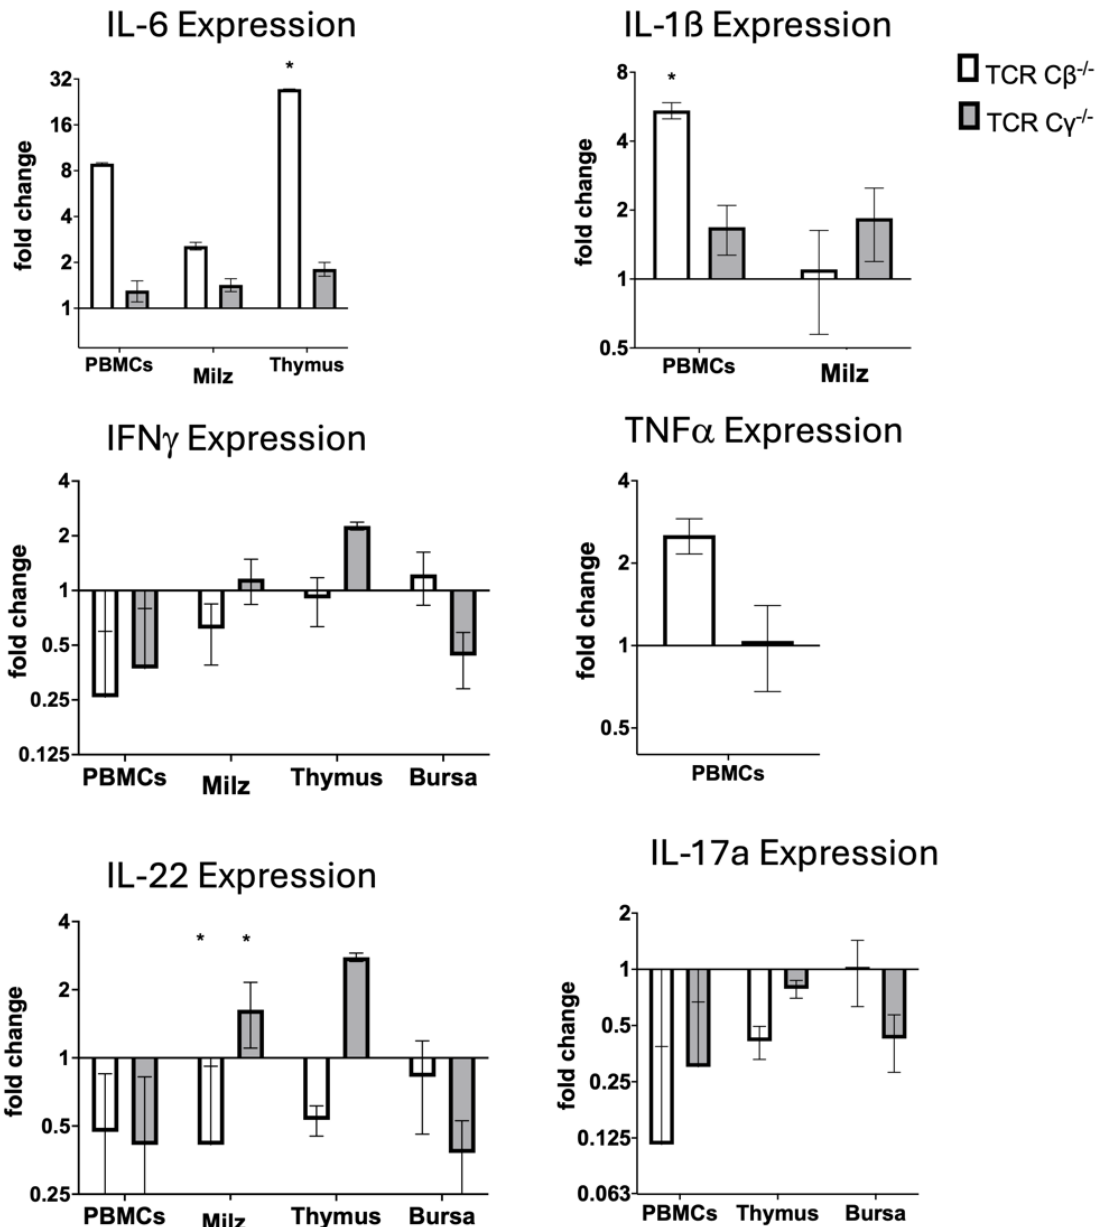 IL-6 Expression
fold change
32
16
8
4
2
1
*
PBMCs
Milz
Thymus
IL-1ß Expression
fold change
8
4
2
1
0.5
*
PBMCs
Milz
TCR Cβ-/-
TCR Cγ-/-
IFNγ Expression
fold change
4
2
1
0.5
0.25
0.125
PBMCs
Milz
Thymus
Bursa
TNFα Expression
fold change
4
2
1
0.5
PBMCs
IL-22 Expression
fold change
4
2
1
0.5
0.25
* *
PBMCs
Milz
Thymus
Bursa
IL-17a Expression
fold change
2
1
0.5
0.25
0.125
0.063
PBMCs
Thymus
Bursa